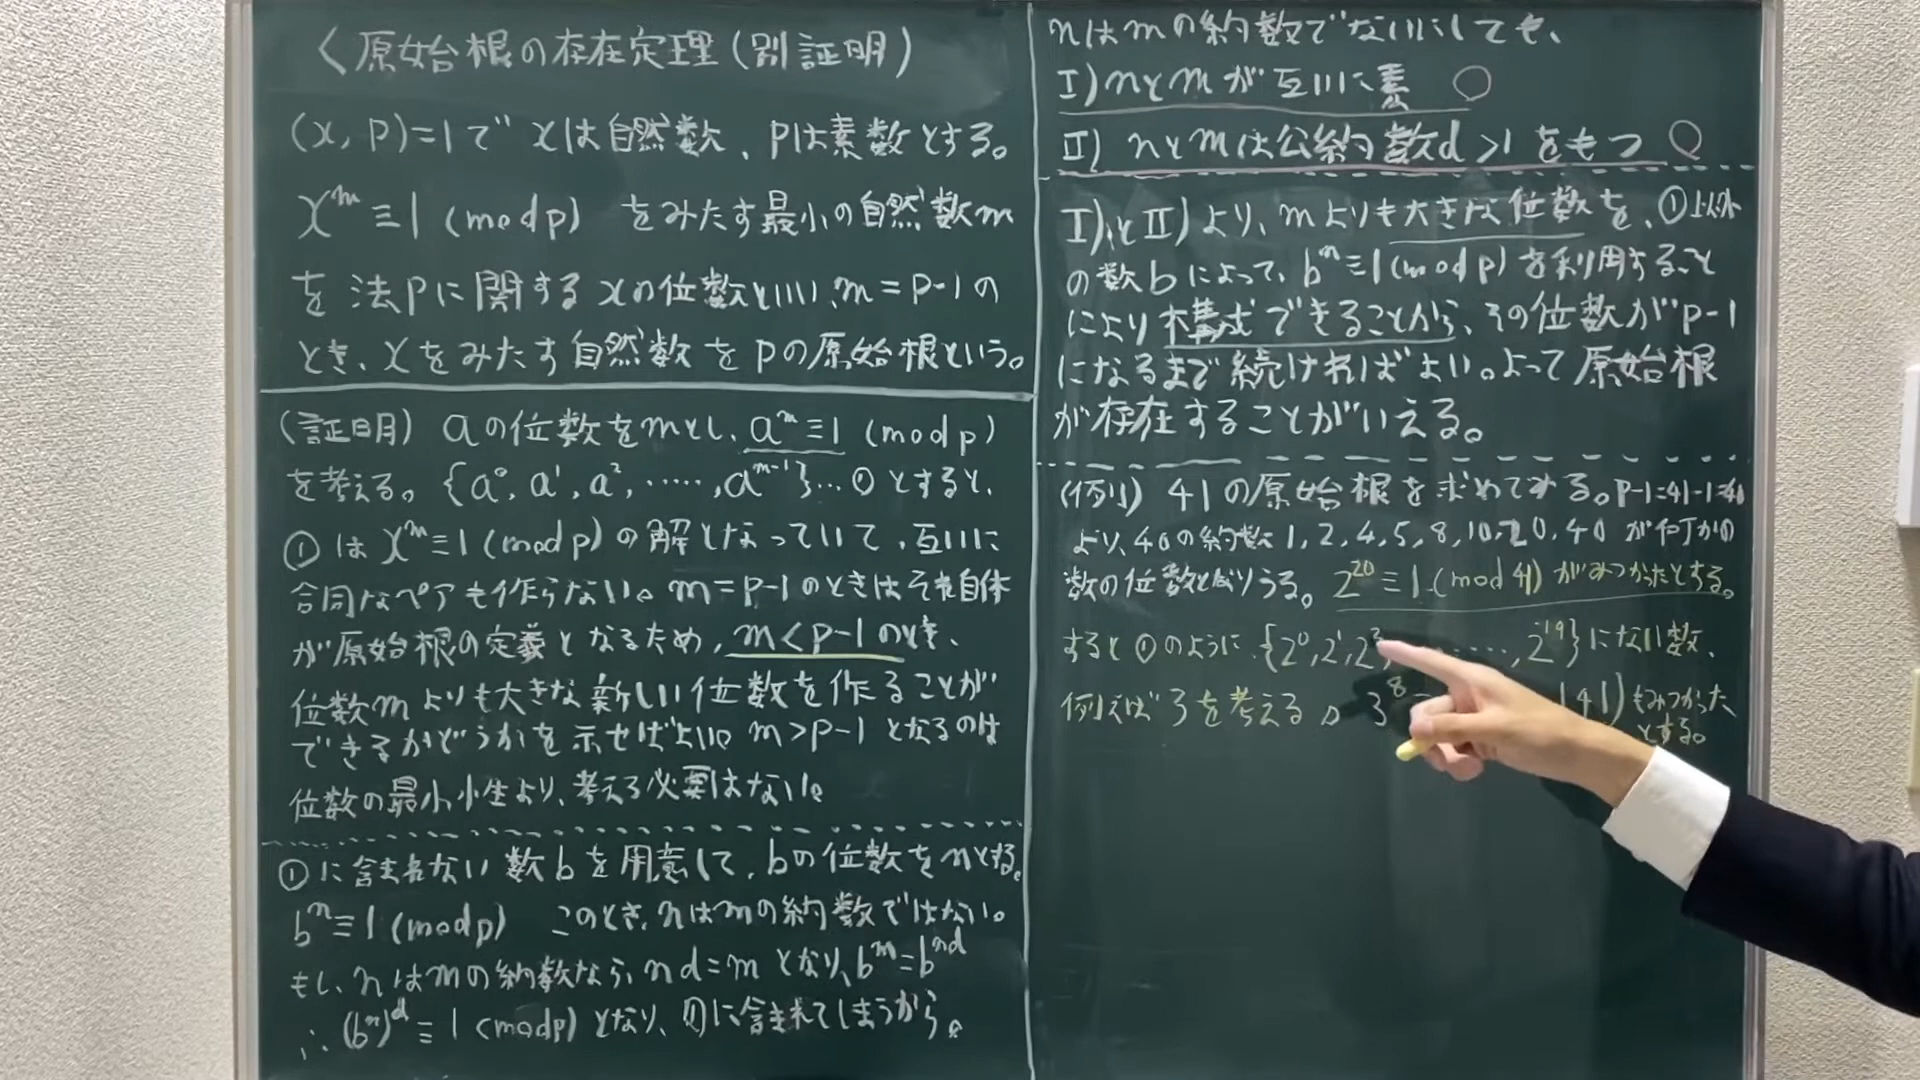 〈原始根の存在定理(別証明)
(x, p)=1で xは自然数、pは素数とする。
x^m ≡1 (mod p) をみたす最小の自然数m
を法pに関するxの位数といい、m=p-1の
とき、xをみたす自然数をpの原始根という。
(証明) aの位数をmとし、a^m≡1 (mod p)
を考える。{a^0, a^1, a^2, ……, a^{m-1}}…① とすると、
①は x^m≡1 (mod p) の解となっていて、互いに
合同なペアも作らない。m=p-1のときはそれ自体
が原始根の定義となるため, m<p-1のとき、
位数mよりも大きな新しい位数を作ることが
できるかどうかを示せばよい。m>p-1となるのは
位数の最小性より、考える必要はない。
①に含まれない数bを用意して、bの位数をnとする。
b^n≡1 (mod p) このとき、nはmの約数ではない。
もし、nはmの約数なら、nd=mとなり、b^m=b^{nd}
∴ (b^n)^d ≡1 (mod p) となり、①に含まれてしまうから。
nはmの約数でないにしても、
Ⅰ) nとmが互いに素 ○
Ⅱ) nとmは公約数d>1をもつ ○
Ⅰ)とⅡ)より、mよりも大きな位数を、①以外
の数bによって、b^n≡1 (mod p) を利用すること
により構成できることから、その位数がp-1
になるまで続ければよい。よって原始根
が存在することがいえる。
(例) 41の原始根を求めてみる。p-1=41-1=40
より、40の約数1, 2, 4, 5, 8, 10, 20, 40 が何かの
数の位数となりうる。2^20≡1 (mod 41) がみつかったとする。
すると①のように、{2^0, 2^1, 2^2, ……, 2^19}にない数、
例えば3を考える。3^8 41) もみつかった
とする。